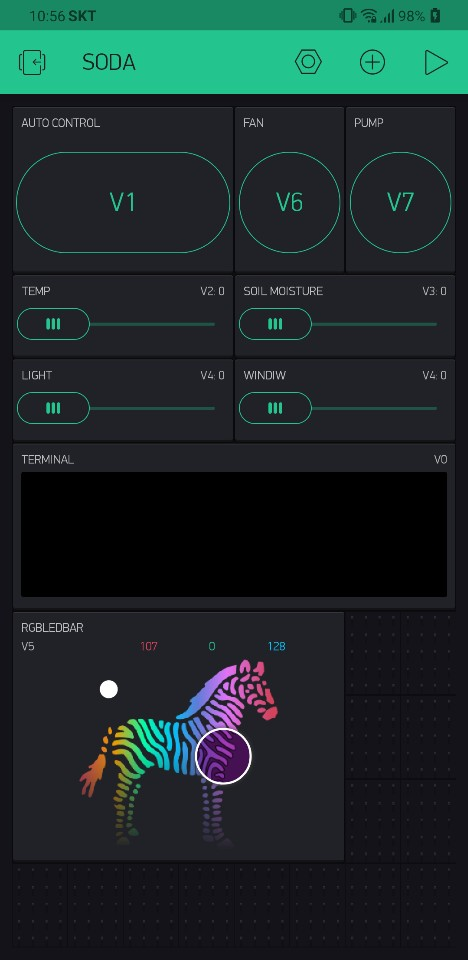 10:56 SKT 98%
SODA
AUTO CONTROL FAN PUMP
V1 V6 V7
TEMP V2: 0 SOIL MOISTURE V3: 0
LIGHT V4: 0 WINDIW V4: 0
TERMINAL V0
RGBLEDBAR
V5 107 0 128